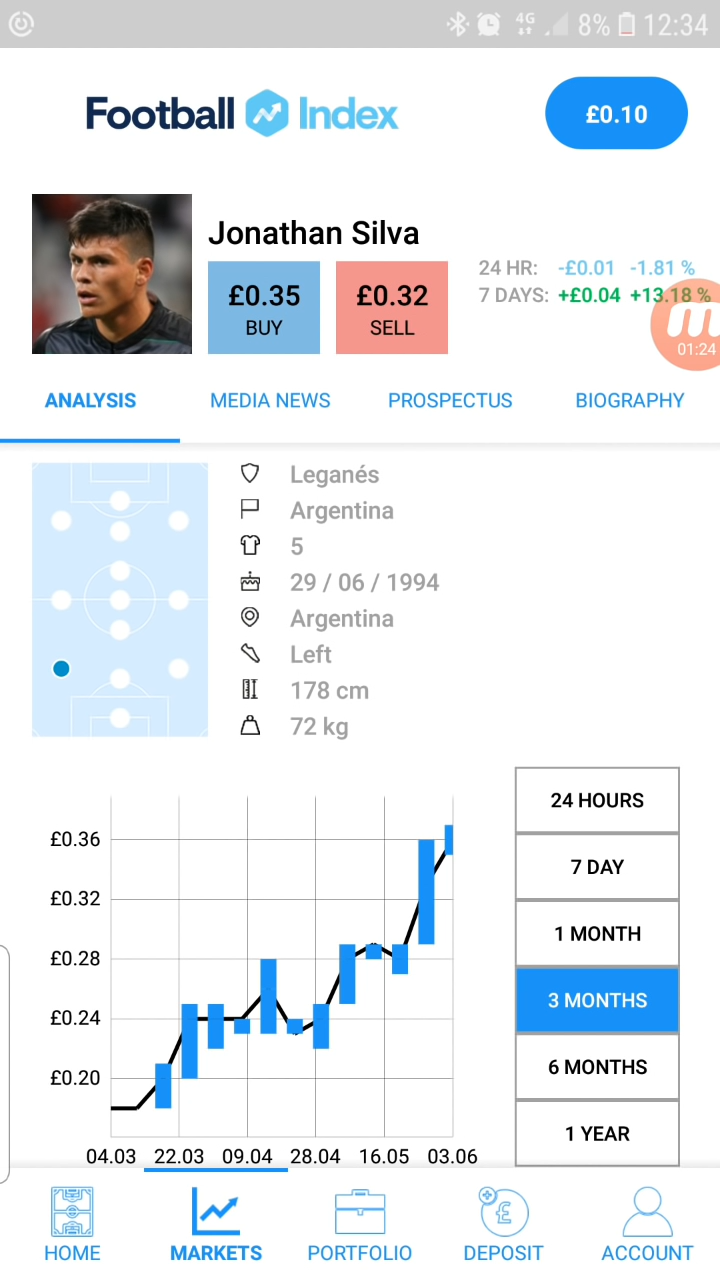 4G 8% 12:34
Football Index
£0.10
Jonathan Silva
£0.35 BUY
£0.32 SELL
24 HR: -£0.01 -1.81 %
7 DAYS: +£0.04 +13.18 %
m
01:24
ANALYSIS MEDIA NEWS PROSPECTUS BIOGRAPHY
Leganés
Argentina
5
29 / 06 / 1994
Argentina
Left
178 cm
72 kg
£0.36
£0.32
£0.28
£0.24
£0.20
04.03 22.03 09.04 28.04 16.05 03.06
24 HOURS
7 DAY
1 MONTH
3 MONTHS
6 MONTHS
1 YEAR
HOME MARKETS PORTFOLIO DEPOSIT ACCOUNT